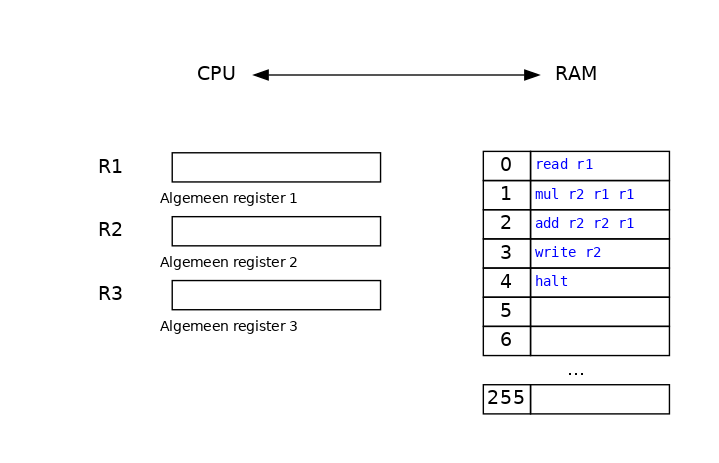 CPU RAM
R1
Algemeen register 1
R2
Algemeen register 2
R3
Algemeen register 3
0 read r1
1 mul r2 r1 r1
2 add r2 r2 r1
3 write r2
4 halt
5
6
...
255